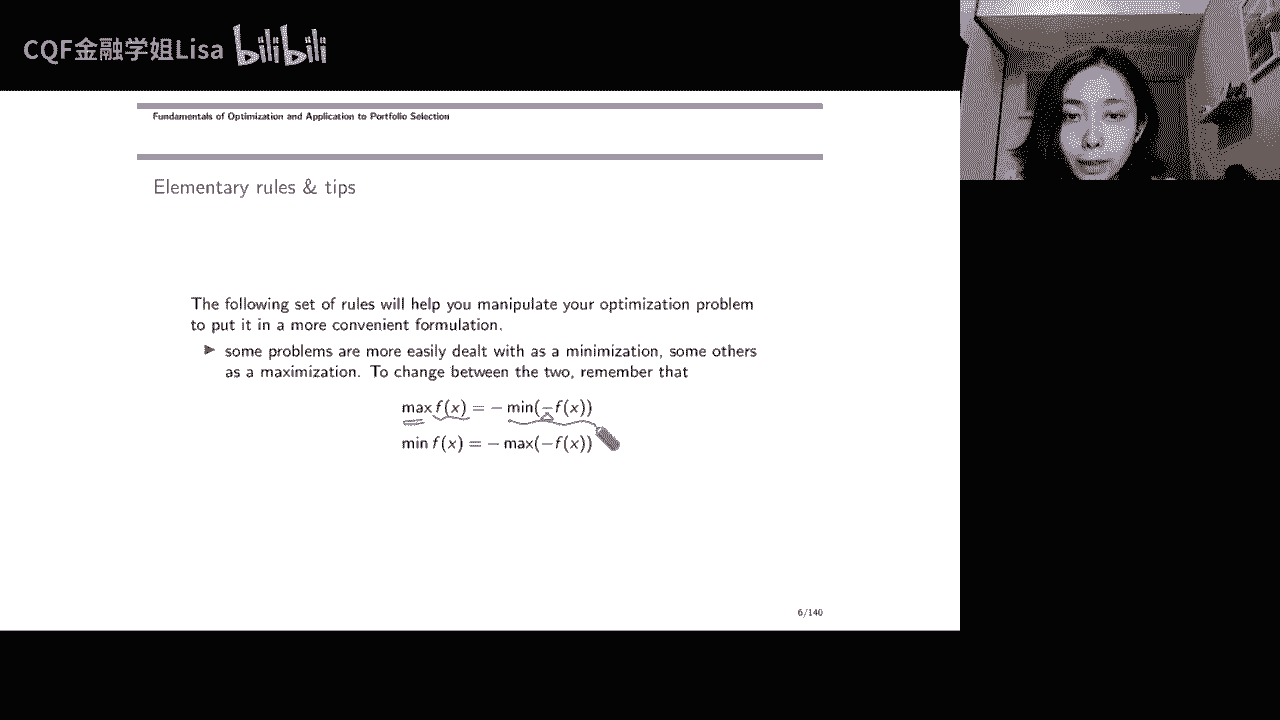 CQF金融学姐Lisa bilibili
Fundamentals of Optimization and Application to Portfolio Selection
Elementary rules & tips
The following set of rules will help you manipulate your optimization problem
to put it in a more convenient formulation.
▶ some problems are more easily dealt with as a minimization, some others
as a maximization. To change between the two, remember that
max f(x) = − min(−f(x))
min f(x) = − max(−f(x))
6/140